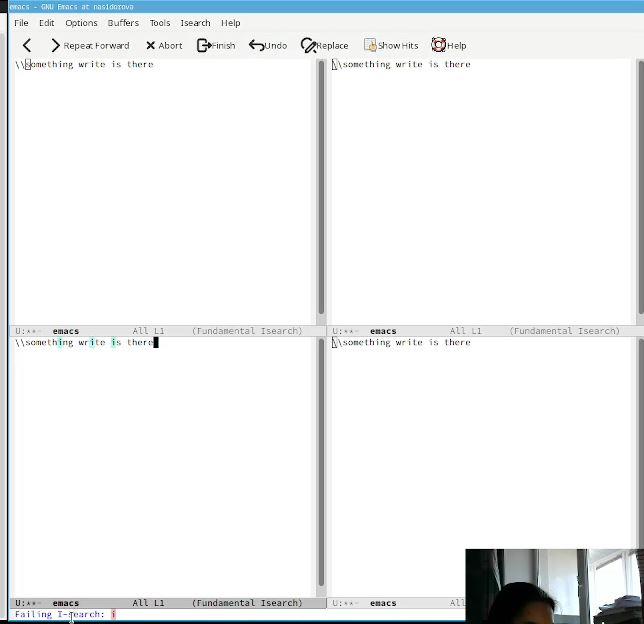 emacs - GNU Emacs at nasidorova
File Edit Options Buffers Tools Isearch Help
Repeat Forward Abort Finish Undo Replace Show Hits Help
\\something write is there
\\something write is there
U:**- emacs All L1 (Fundamental Isearch)
U:**- emacs All L1 (Fundamental Isearch)
\\something write is there
\\something write is there
U:**- emacs All L1 (Fundamental Isearch)
U:**- emacs All
Failing I-search: i